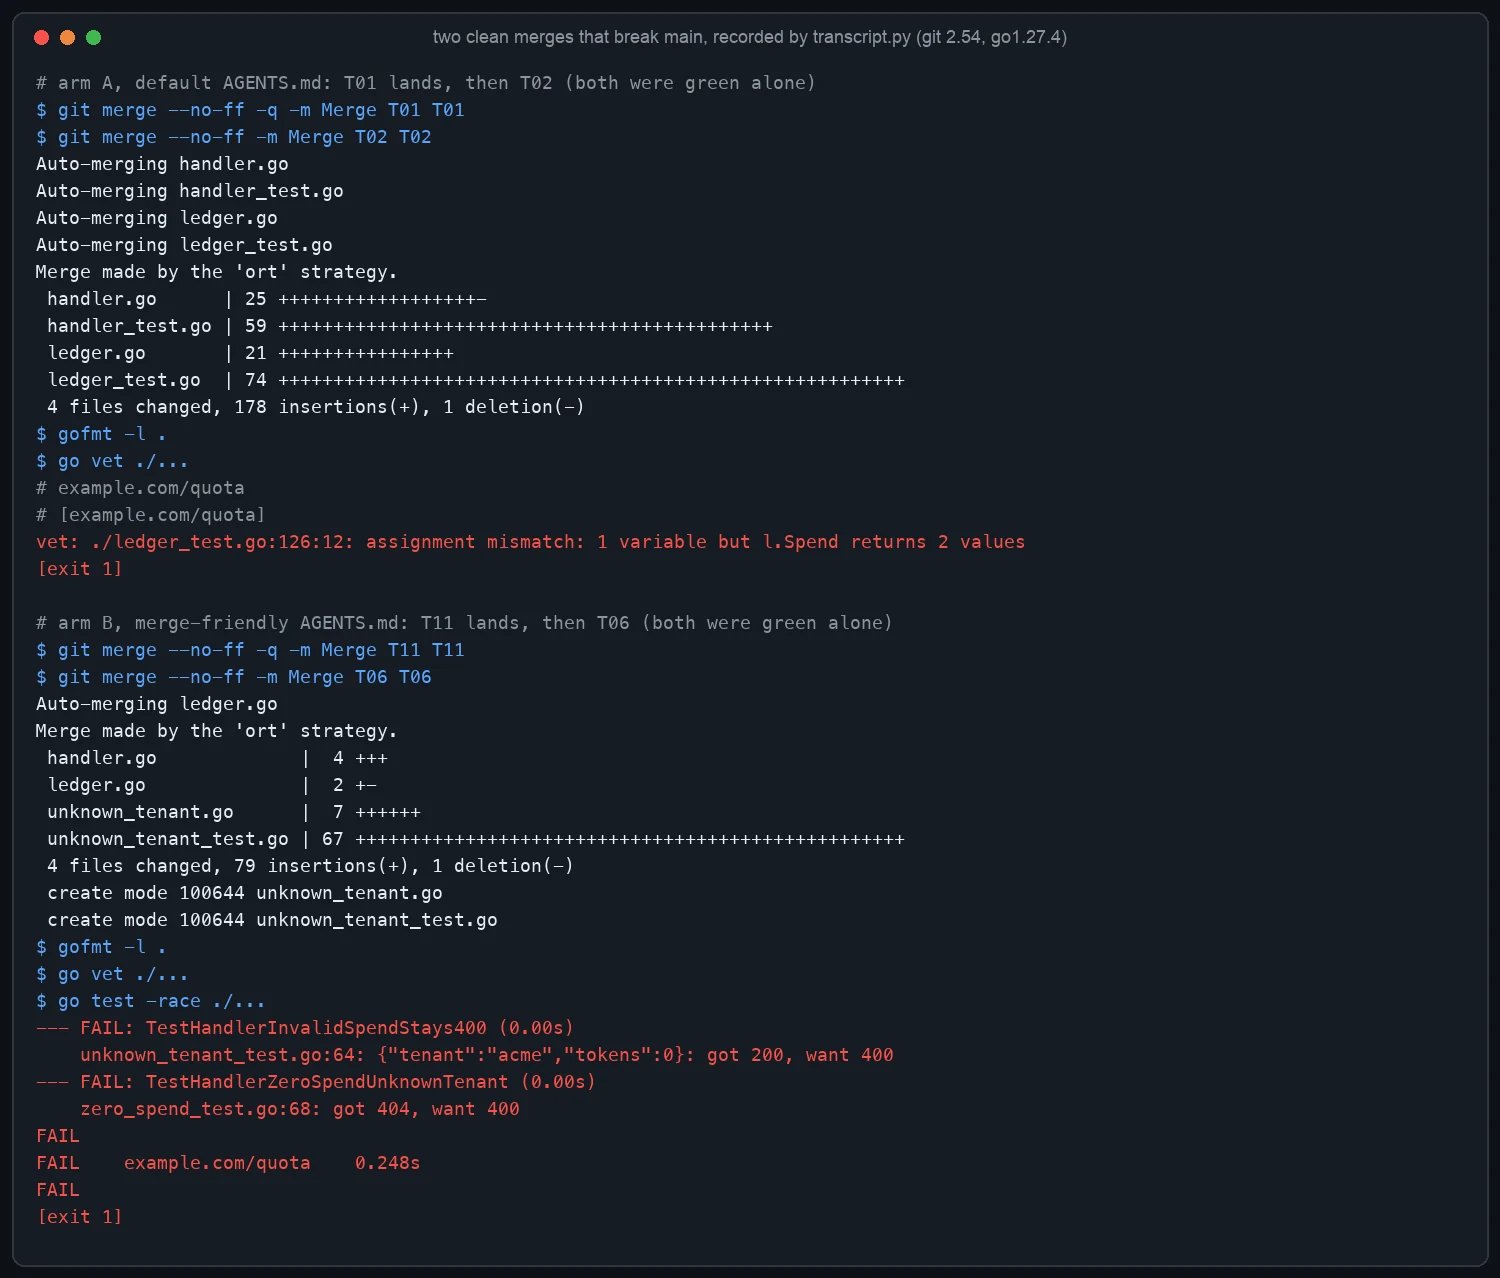 two clean merges that break main, recorded by transcript.py (git 2.54, go1.27.4)
# arm A, default AGENTS.md: T01 lands, then T02 (both were green alone)
$ git merge --no-ff -q -m Merge T01 T01
$ git merge --no-ff -m Merge T02 T02
Auto-merging handler.go
Auto-merging handler_test.go
Auto-merging ledger.go
Auto-merging ledger_test.go
Merge made by the 'ort' strategy.
 handler.go      | 25 +++++++++++++++++++-
 handler_test.go | 59 +++++++++++++++++++++++++++++++++++++++++++++
 ledger.go       | 21 ++++++++++++++++
 ledger_test.go  | 74 +++++++++++++++++++++++++++++++++++++++++++++++++++++++++
 4 files changed, 178 insertions(+), 1 deletion(-)
$ gofmt -l .
$ go vet ./...
# example.com/quota
# [example.com/quota]
vet: ./ledger_test.go:126:12: assignment mismatch: 1 variable but l.Spend returns 2 values
[exit 1]
# arm B, merge-friendly AGENTS.md: T11 lands, then T06 (both were green alone)
$ git merge --no-ff -q -m Merge T11 T11
$ git merge --no-ff -m Merge T06 T06
Auto-merging ledger.go
Merge made by the 'ort' strategy.
 handler.go             |  4 +++
 ledger.go              |  2 +-
 unknown_tenant.go      |  7 ++++++
 unknown_tenant_test.go | 67 ++++++++++++++++++++++++++++++++++++++++++++++++++
 4 files changed, 79 insertions(+), 1 deletion(-)
 create mode 100644 unknown_tenant.go
 create mode 100644 unknown_tenant_test.go
$ gofmt -l .
$ go vet ./...
$ go test -race ./...
--- FAIL: TestHandlerInvalidSpendStays400 (0.00s)
    unknown_tenant_test.go:64: {"tenant":"acme","tokens":0}: got 200, want 400
--- FAIL: TestHandlerZeroSpendUnknownTenant (0.00s)
    zero_spend_test.go:68: got 404, want 400
FAIL
FAIL    example.com/quota    0.248s
FAIL
[exit 1]